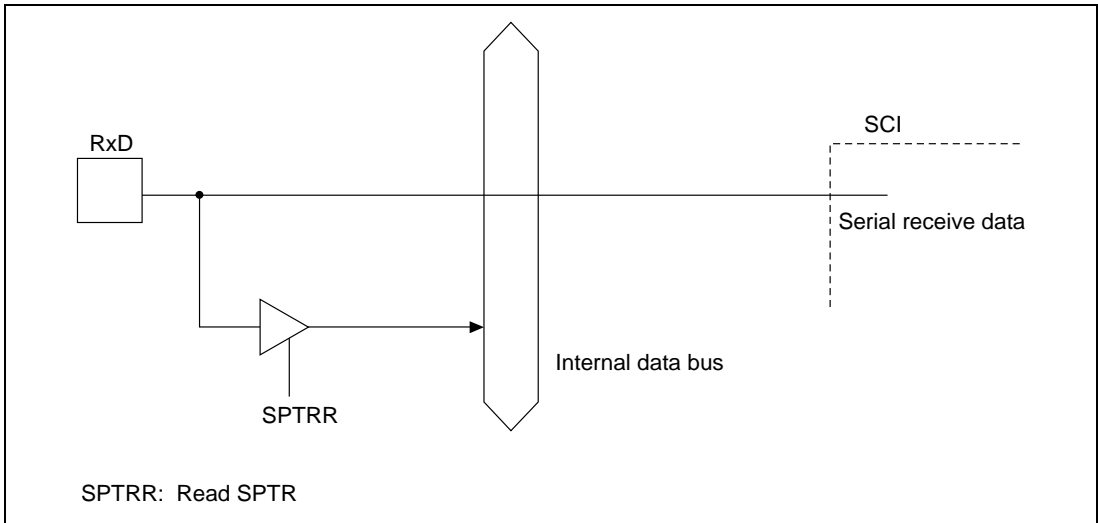 RxD
SCI
Serial receive data
Internal data bus
SPTRR
SPTRR: Read SPTR